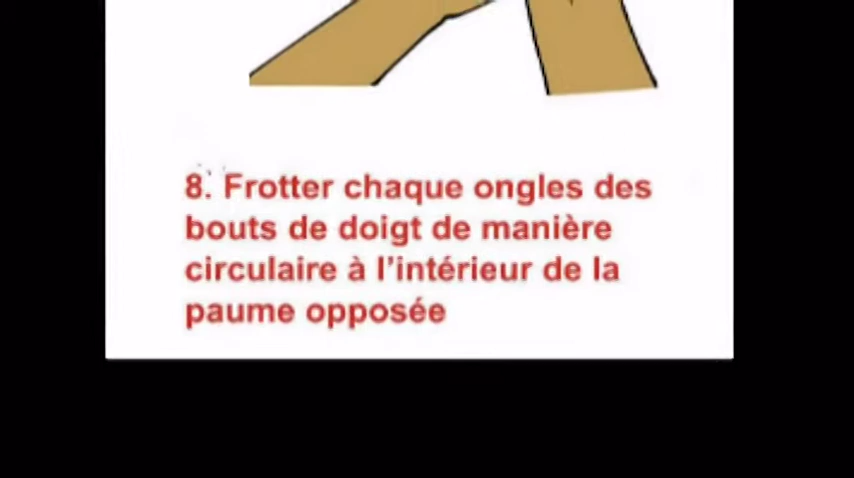 8. Frotter chaque ongles des
bouts de doigt de manière
circulaire à l'intérieur de la
paume opposée